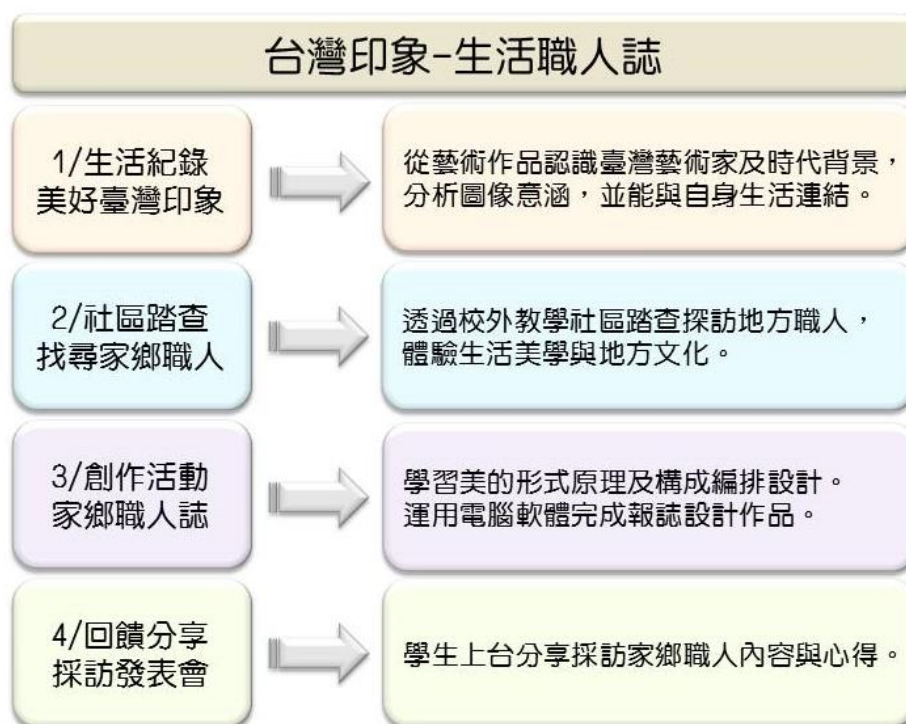 台灣印象-生活職人誌
1/生活紀錄
美好臺灣印象
從藝術作品認識臺灣藝術家及時代背景，
分析圖像意涵，並能與自身生活連結。
2/社區踏查
找尋家鄉職人
透過校外教學社區踏查探訪地方職人，
體驗生活美學與地方文化。
3/創作活動
家鄉職人誌
學習美的形式原理及構成編排設計。
運用電腦軟體完成報誌設計作品。
4/回饋分享
採訪發表會
學生上台分享採訪家鄉職人內容與心得。